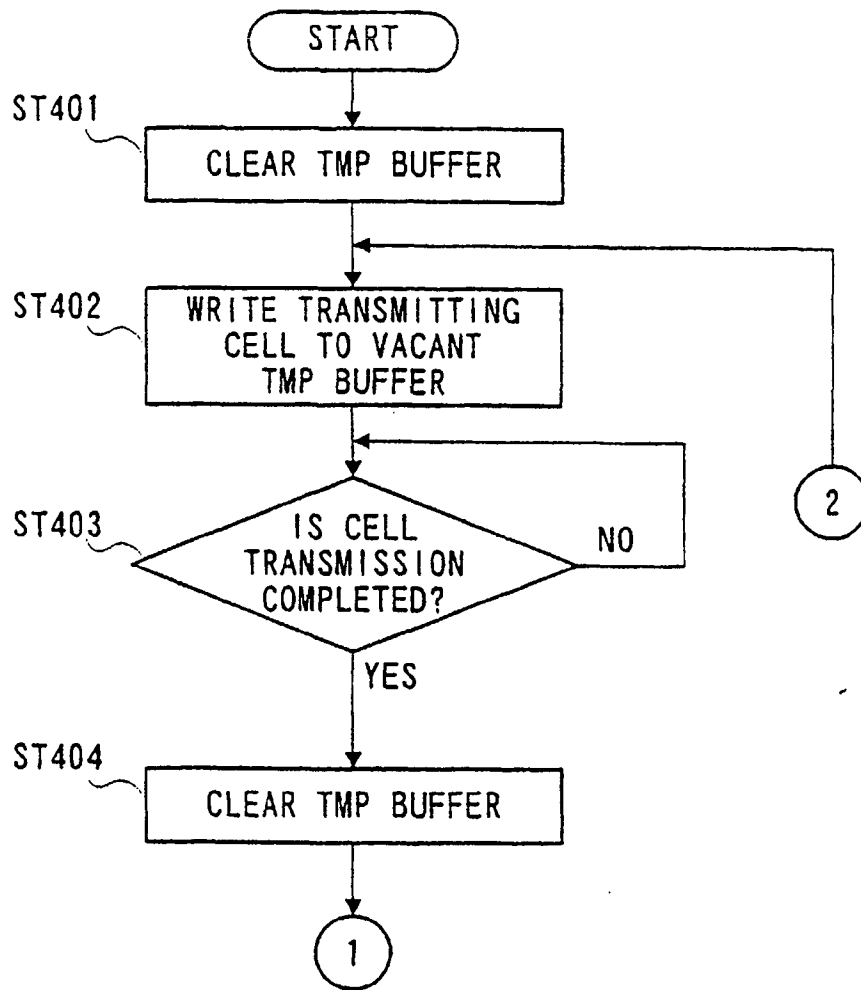 START
ST401
CLEAR TMP BUFFER
ST402
WRITE TRANSMITTING
CELL TO VACANT
TMP BUFFER
2
ST403
IS CELL
TRANSMISSION
COMPLETED?
NO
YES
ST404
CLEAR TMP BUFFER
1